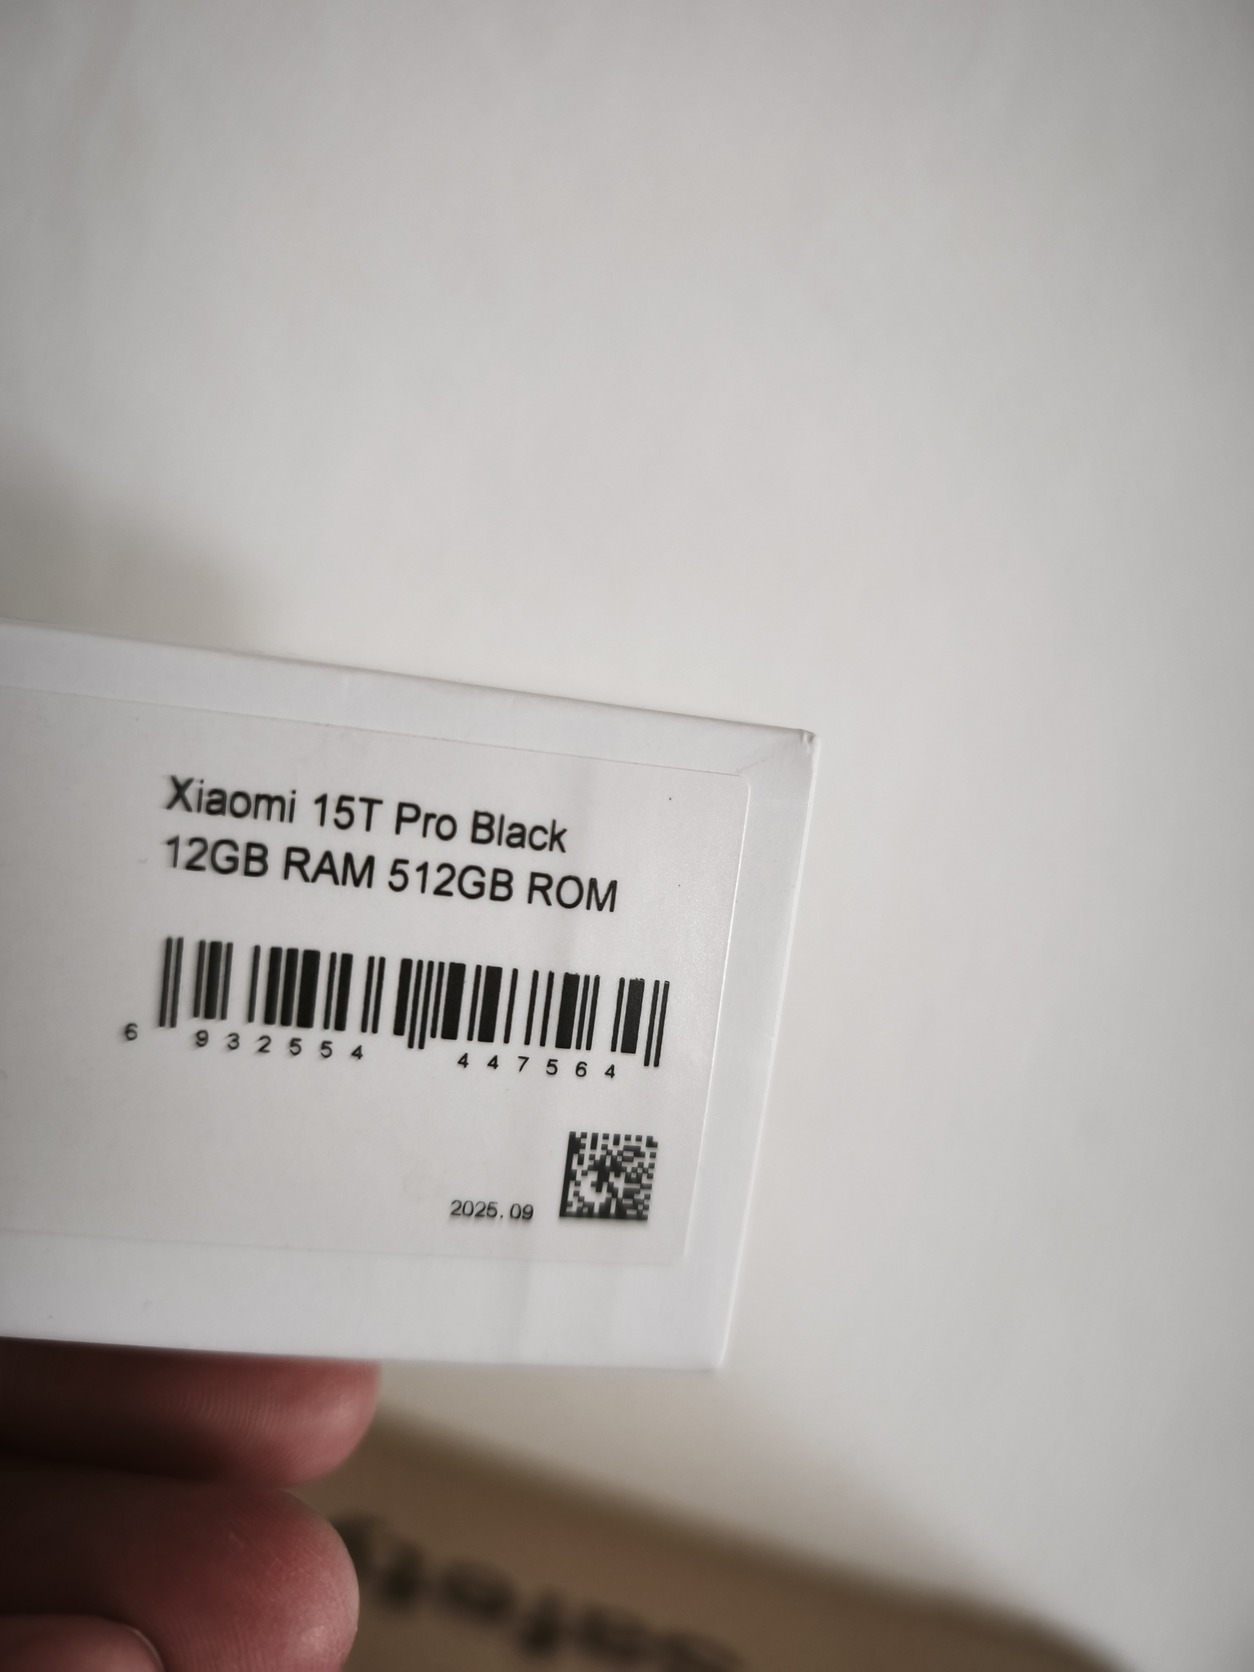 Xiaomi 15T Pro Black
12GB RAM 512GB ROM
6 932554 447564
2025.09